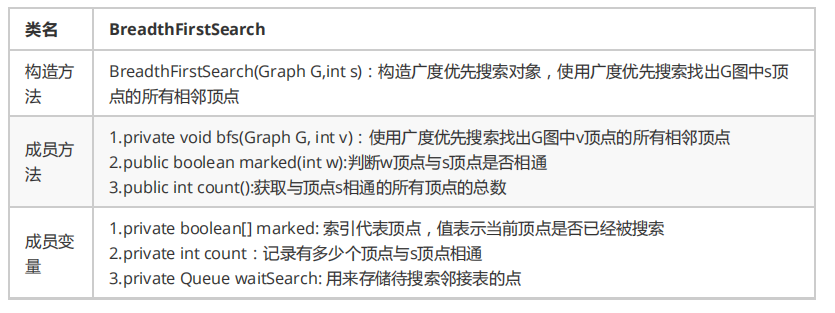 类名 BreadthFirstSearch
构造方法
BreadthFirstSearch(Graph G,int s)：构造广度优先搜索对象，使用广度优先搜索找出G图中s顶
点的所有相邻顶点
成员方法
1.private void bfs(Graph G, int v)：使用广度优先搜索找出G图中v顶点的所有相邻顶点
2.public boolean marked(int w):判断w顶点与s顶点是否相通
3.public int count():获取与顶点s相通的所有顶点的总数
成员变量
1.private boolean[] marked: 索引代表顶点，值表示当前顶点是否已经被搜索
2.private int count：记录有多少个顶点与s顶点相通
3.private Queue waitSearch: 用来存储待搜索邻接表的点